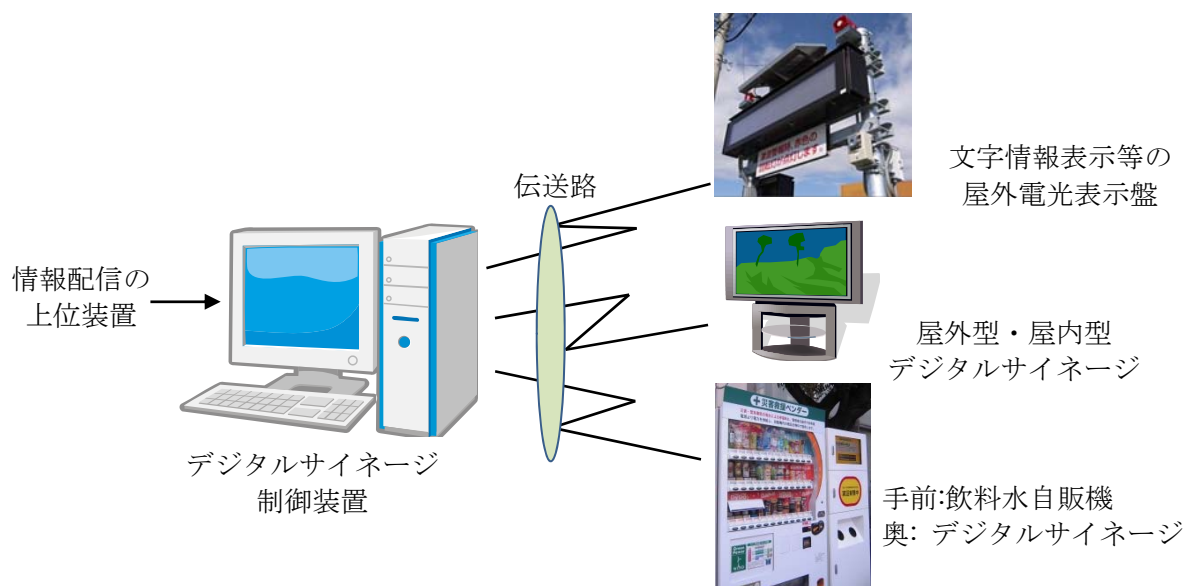 伝送路
文字情報表示等の
屋外電光表示盤
情報配信の
上位装置
屋外型・屋内型
デジタルサイネージ
デジタルサイネージ
制御装置
災害救援ベンダー
手前:飲料水自販機
奥: デジタルサイネージ